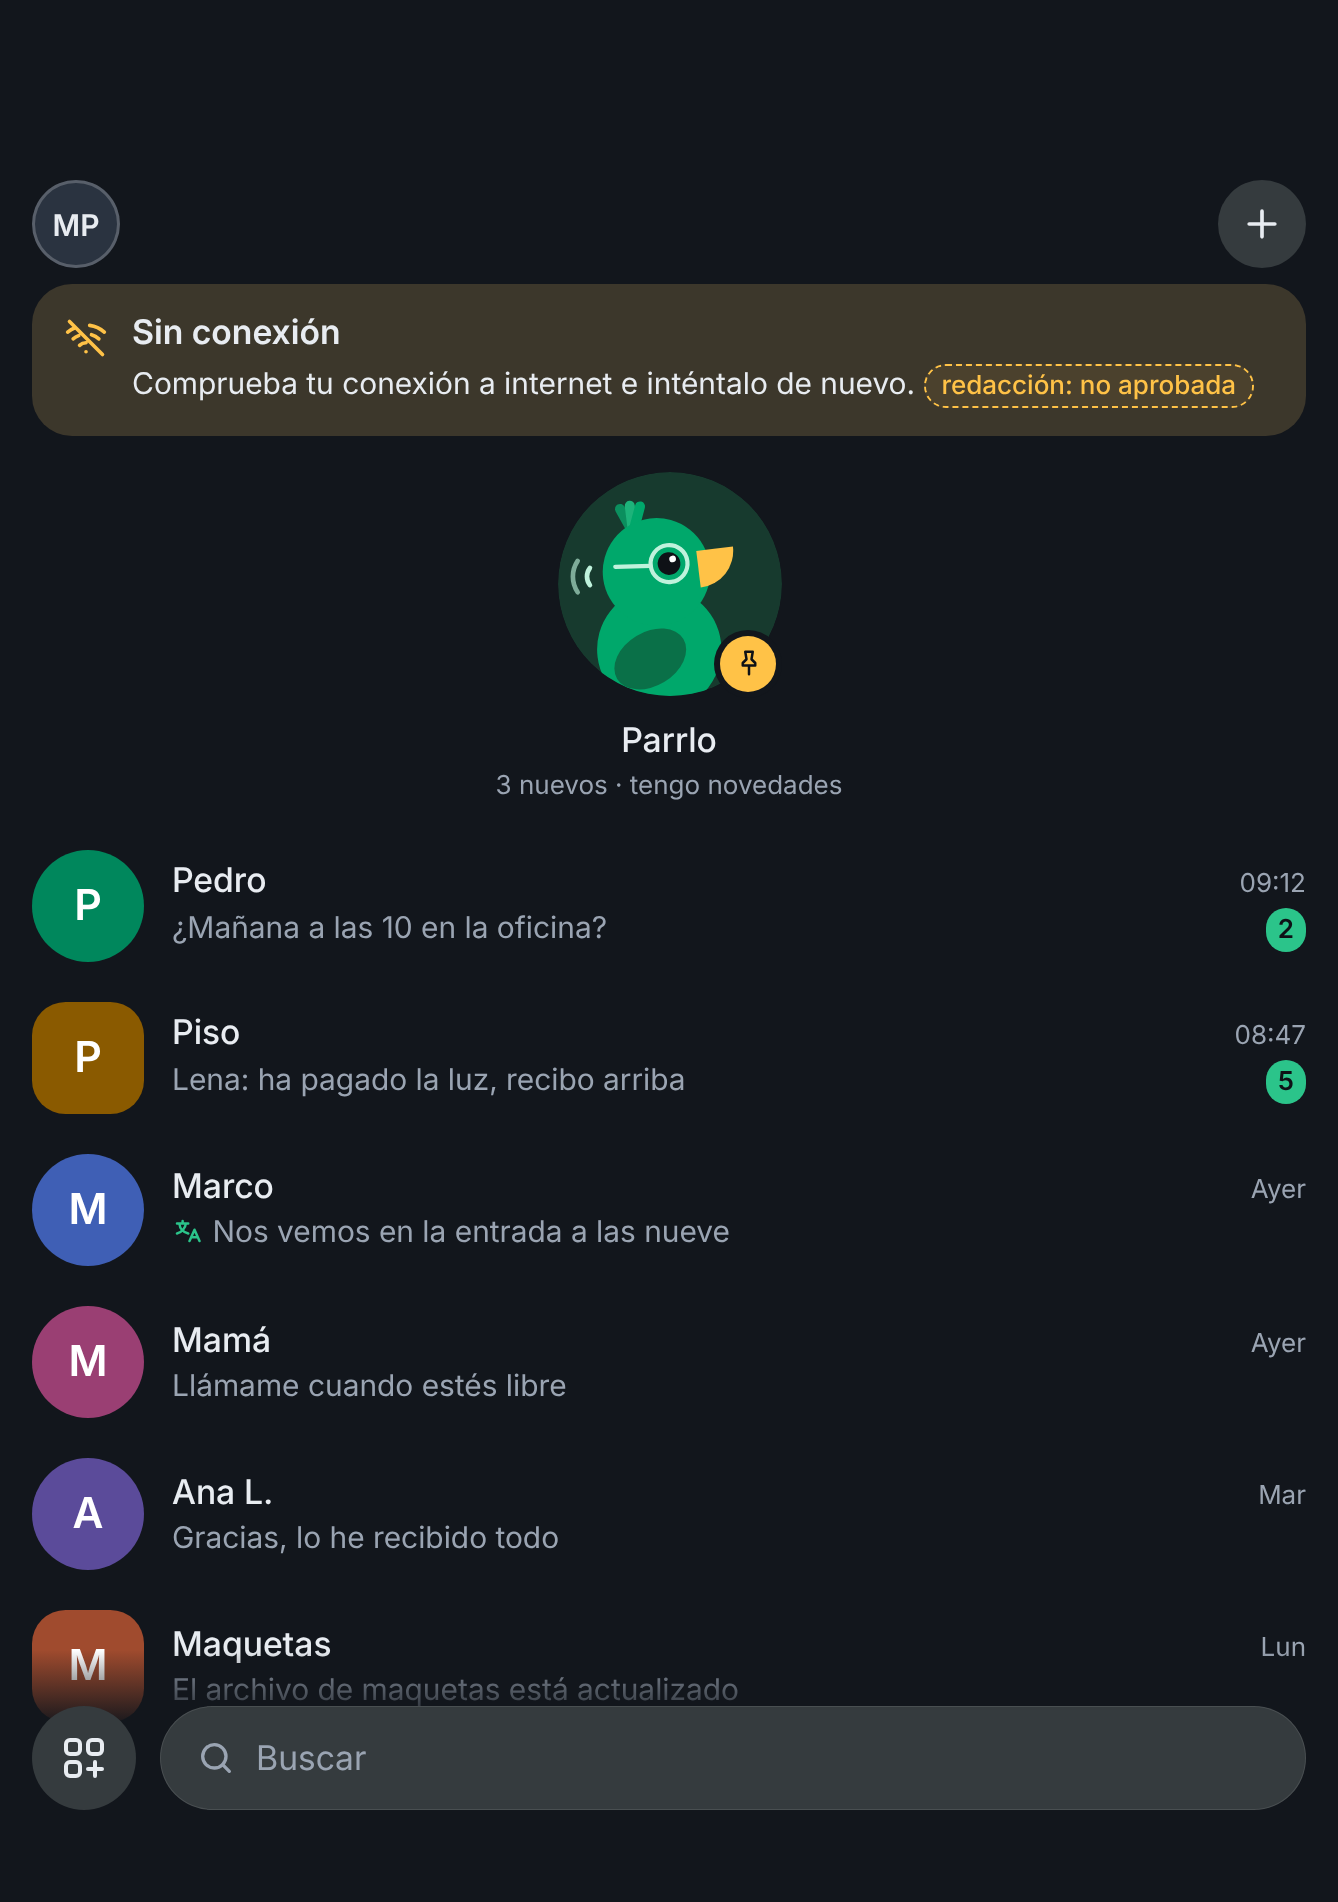 MP
Sin conexión
Comprueba tu conexión a internet e inténtalo de nuevo. redacción: no aprobada
Parrlo
3 nuevos · tengo novedades
P
Pedro
09:12
¿Mañana a las 10 en la oficina?
2
P
Piso
08:47
Lena: ha pagado la luz, recibo arriba
5
M
Marco
Ayer
Nos vemos en la entrada a las nueve
M
Mamá
Ayer
Llámame cuando estés libre
A
Ana L.
Mar
Gracias, lo he recibido todo
M
Maquetas
Lun
El archivo de maquetas está actualizado
Buscar